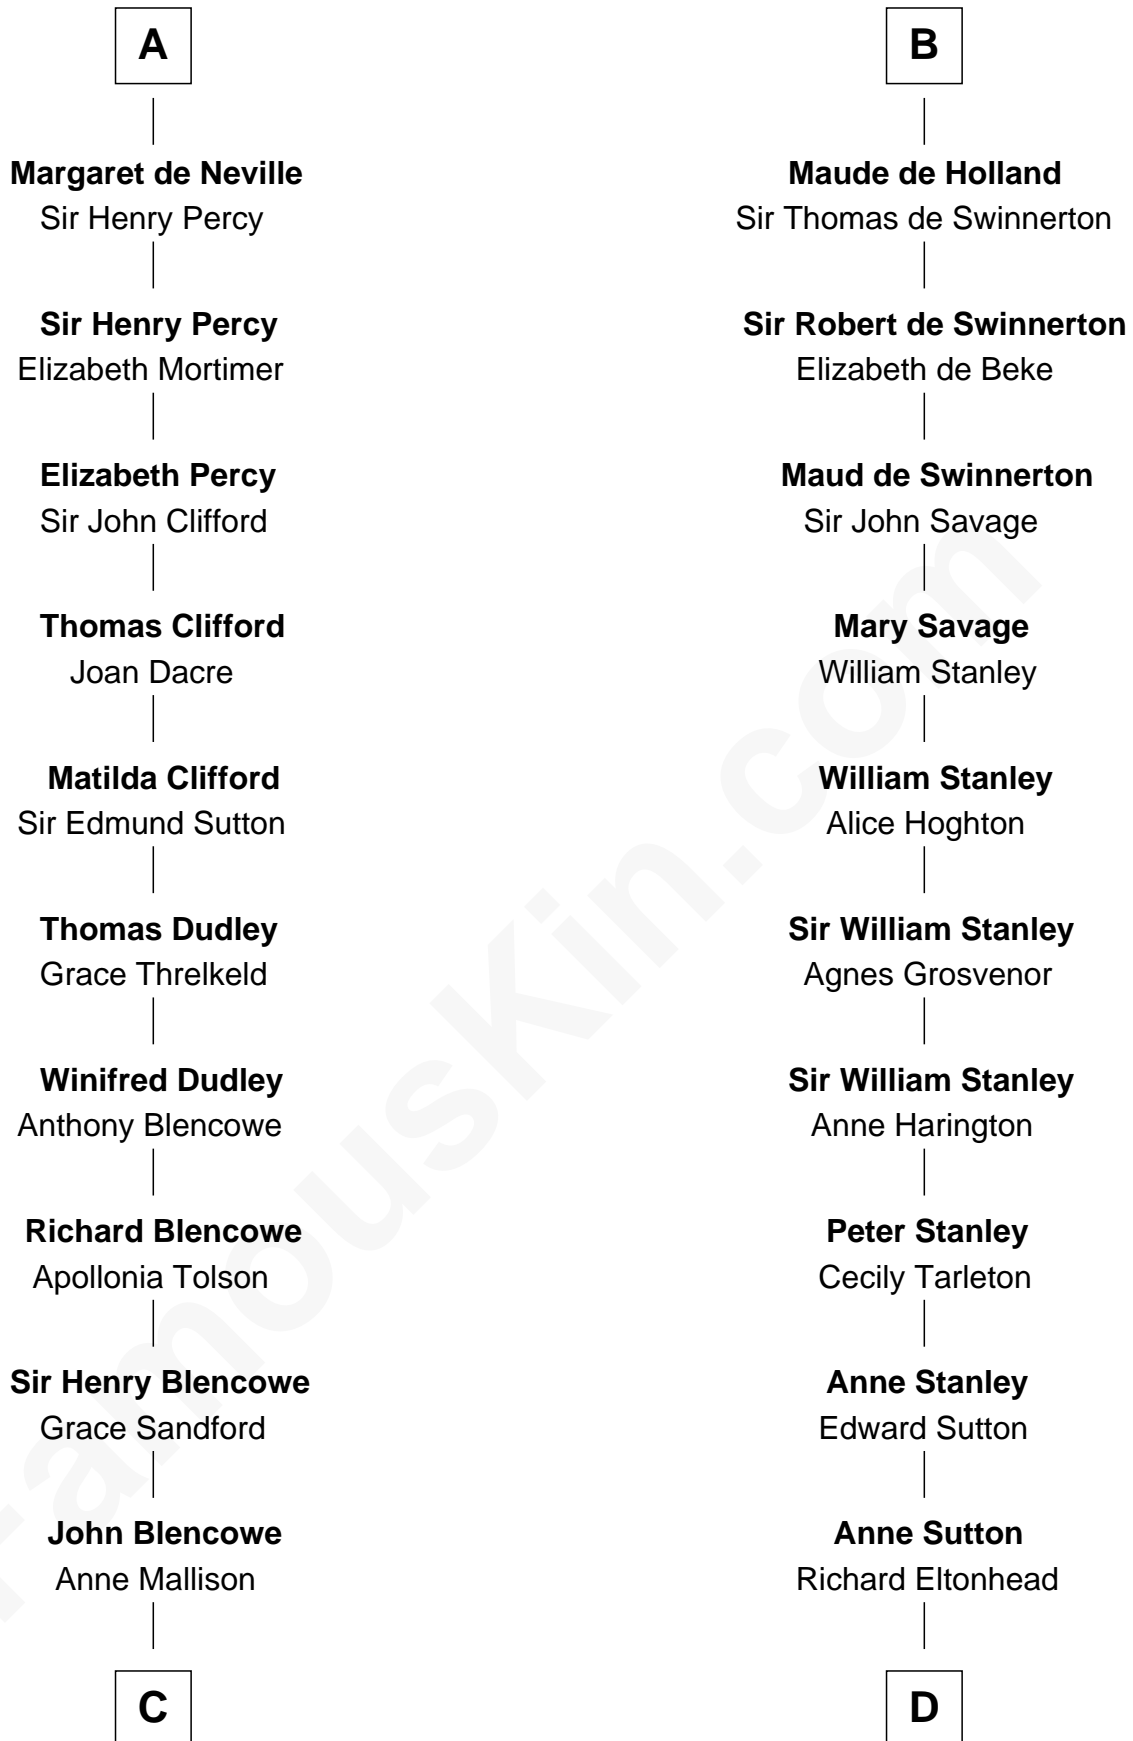 A
Margaret de Neville
Sir Henry Percy
Sir Henry Percy
Elizabeth Mortimer
Elizabeth Percy
Sir John Clifford
Thomas Clifford
Joan Dacre
Matilda Clifford
Sir Edmund Sutton
Thomas Dudley
Grace Threlkeld
Winifred Dudley
Anthony Blencowe
Richard Blencowe
Apollonia Tolson
Sir Henry Blencowe
Grace Sandford
John Blencowe
Anne Mallison
C
B
Maude de Holland
Sir Thomas de Swinnerton
Sir Robert de Swinnerton
Elizabeth de Beke
Maud de Swinnerton
Sir John Savage
Mary Savage
William Stanley
William Stanley
Alice Hoghton
Sir William Stanley
Agnes Grosvenor
Sir William Stanley
Anne Harington
Peter Stanley
Cecily Tarleton
Anne Stanley
Edward Sutton
Anne Sutton
Richard Eltonhead
D
FamousKin.com